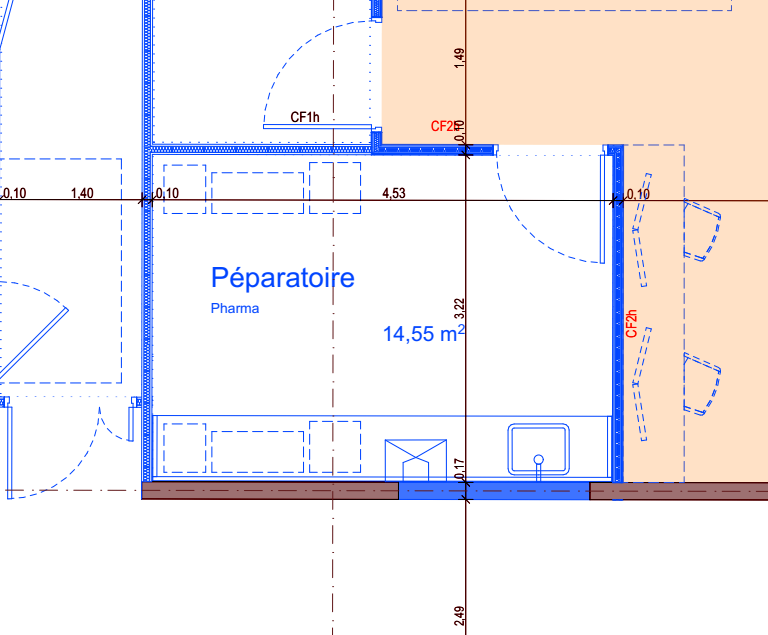 1,49
CF1h
CF2h
0,10
0,10
1,40
0,10
4,53
0,10
Péparatoire
Pharma
3,22
14,55 m²
CF2h
0,17
2,49